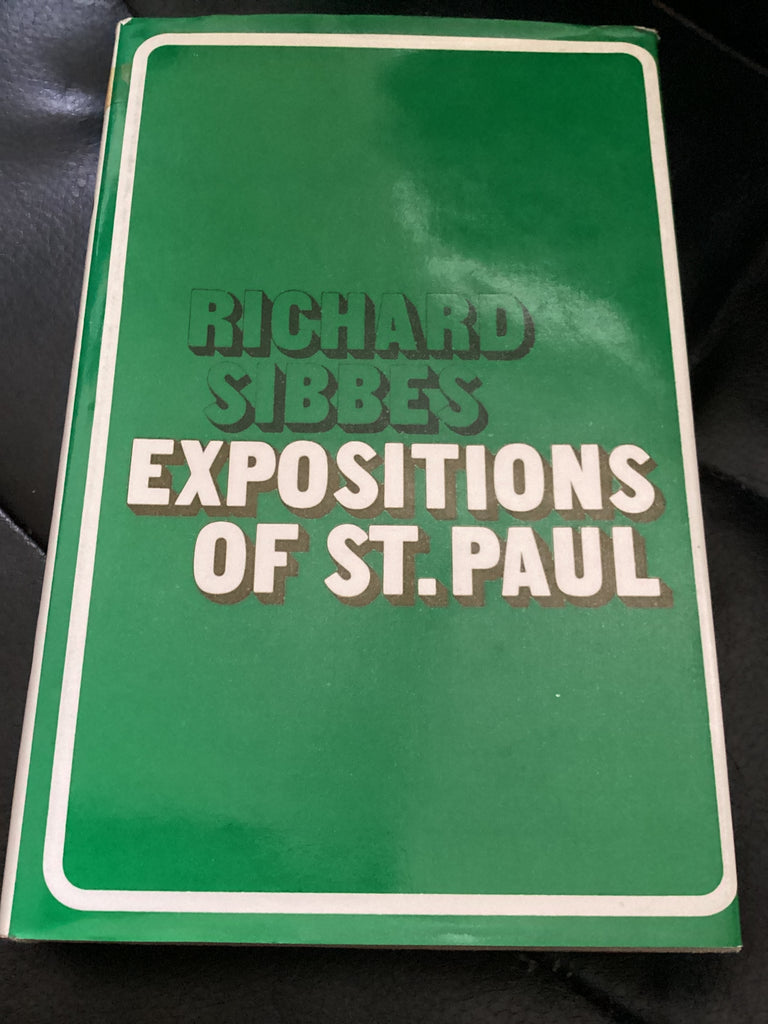 RICHARD
SIBBES
EXPOSITIONS
OF ST. PAUL